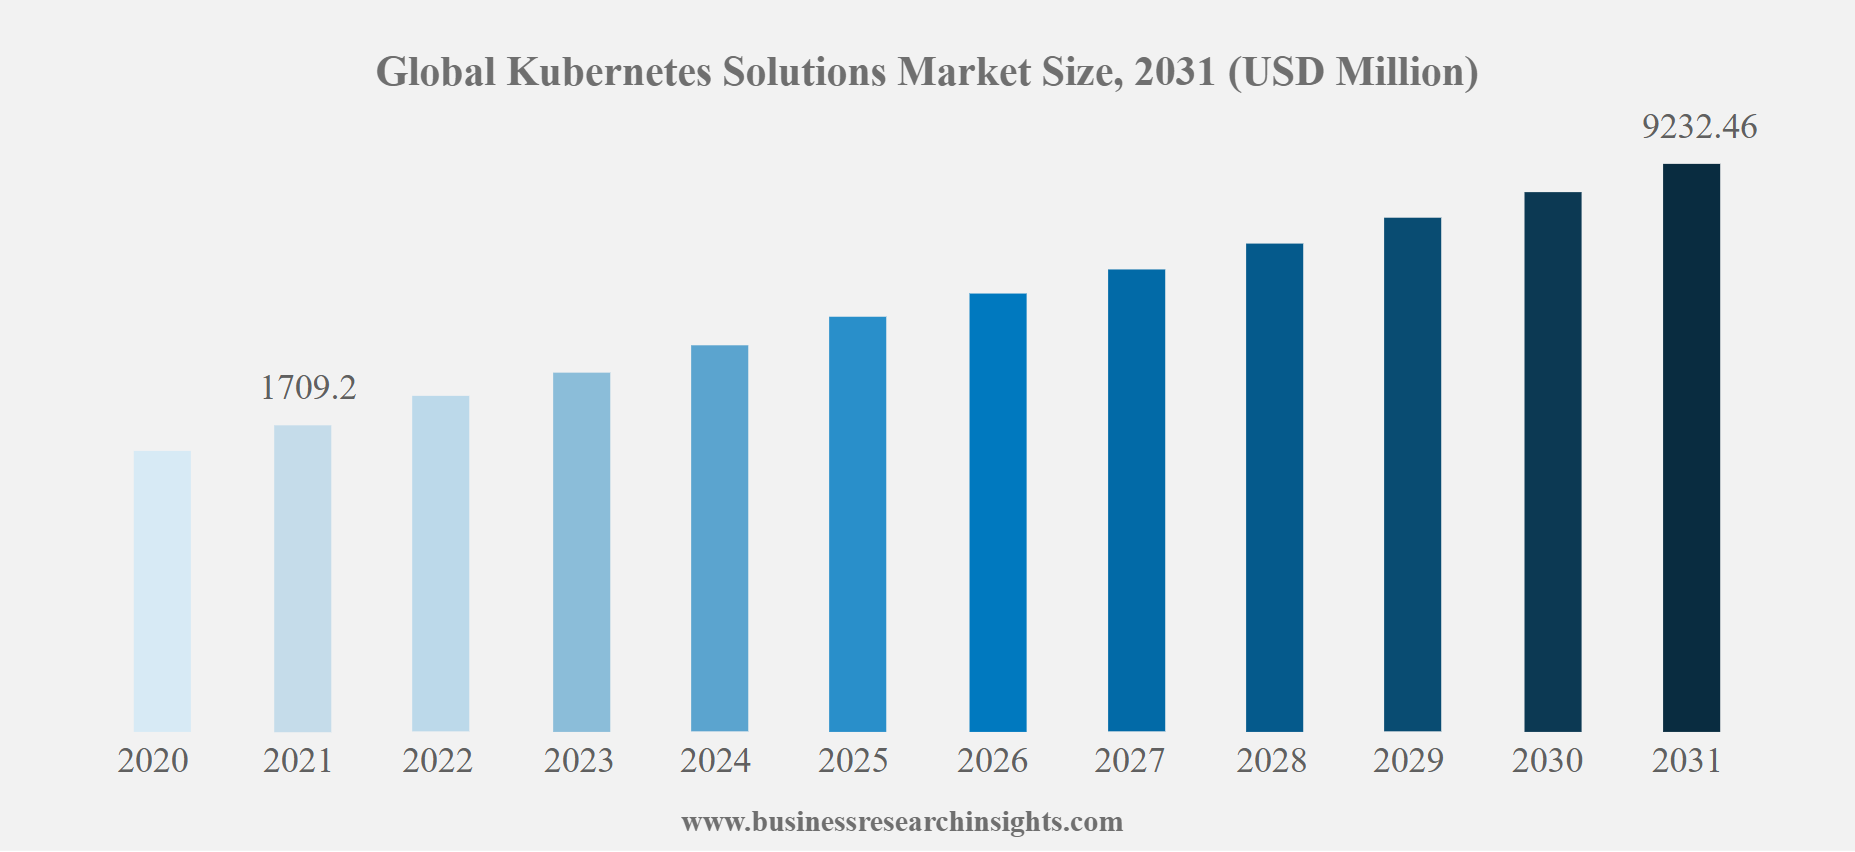 Global Kubernetes Solutions Market Size, 2031 (USD Million)
9232.46
1709.2
2020 2021 2022 2023 2024 2025 2026 2027 2028 2029 2030 2031
www.businessresearchinsights.com